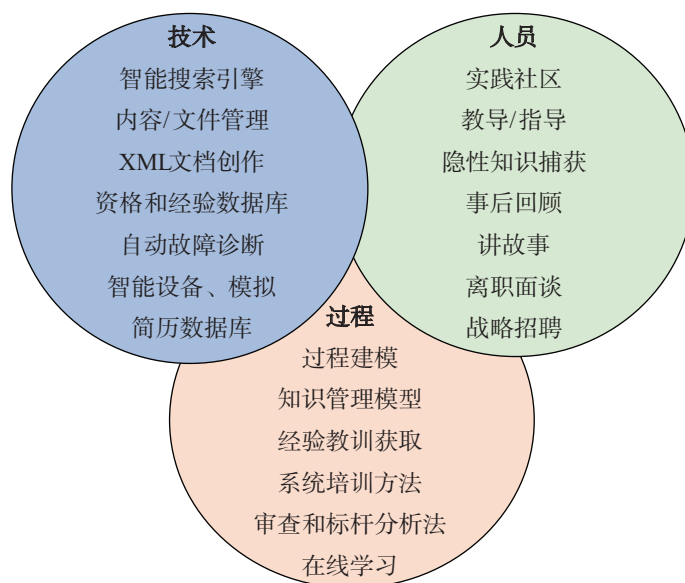 技术
智能搜索引擎
内容/文件管理
XML文档创作
资格和经验数据库
自动故障诊断
智能设备、模拟
简历数据库
人员
实践社区
教导/指导
隐性知识捕获
事后回顾
讲故事
离职面谈
战略招聘
过程
过程建模
知识管理模型
经验教训获取
系统培训方法
审查和标杆分析法
在线学习